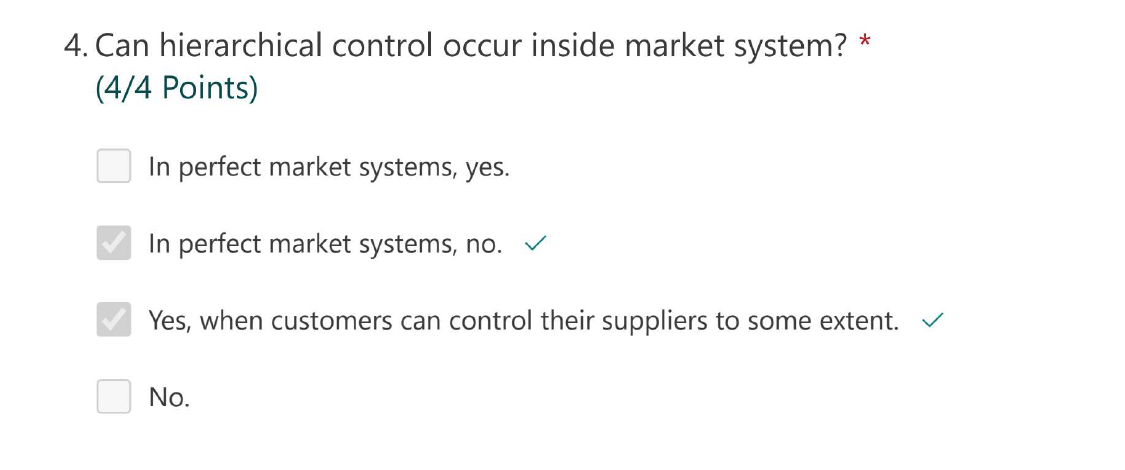 4. Can hierarchical control occur inside market system? *
(4/4 Points)
In perfect market systems, yes.
In perfect market systems, no.
Yes, when customers can control their suppliers to some extent.
No.